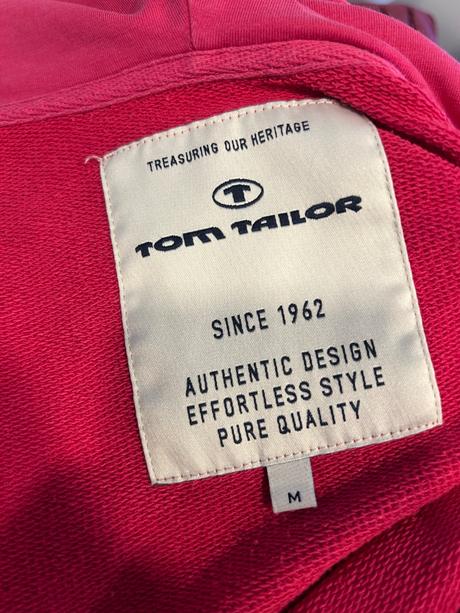 TREASURING OUR HERITAGE
T
TOM TAILOR
SINCE 1962
AUTHENTIC DESIGN
EFFORTLESS STYLE
PURE QUALITY
M